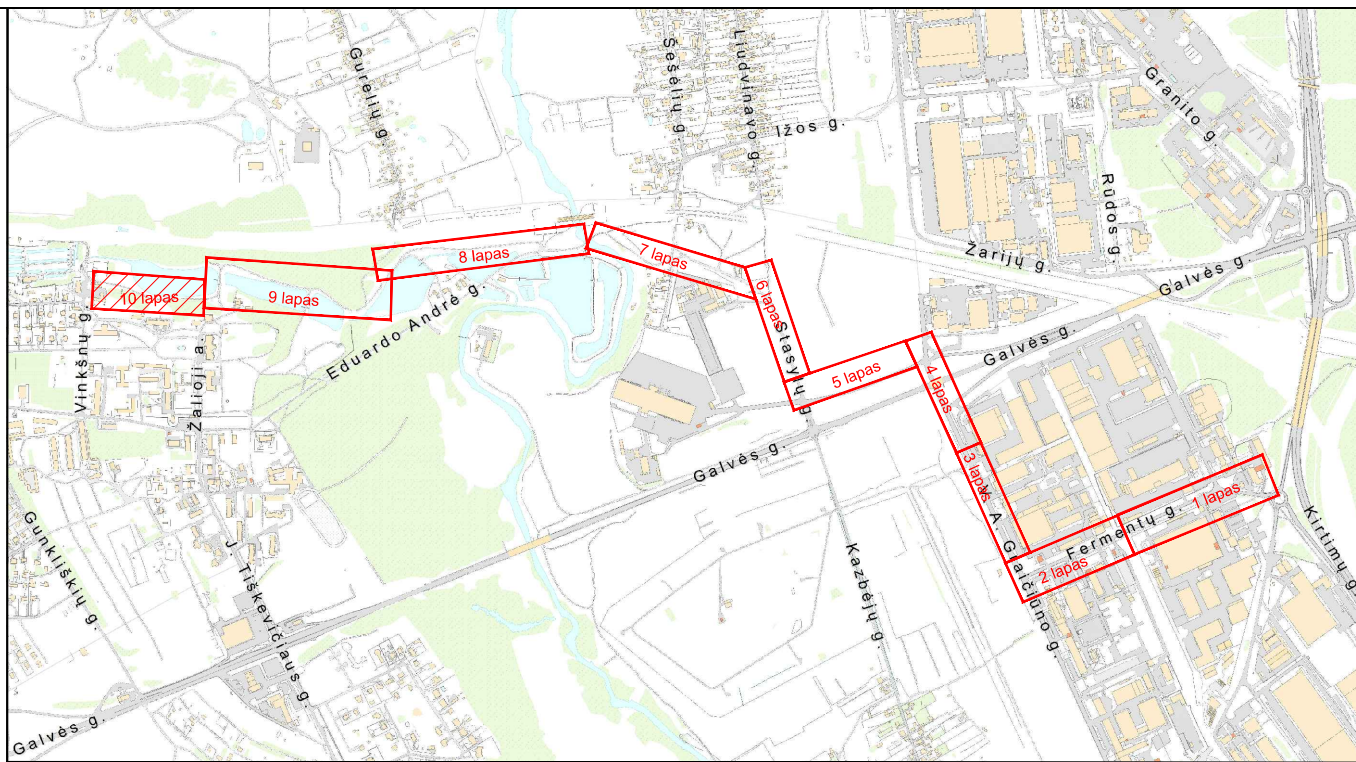 Gurelių g.
Šešėlių g.
Liudvinavo g.
Ižos g.
Granito g.
Rūdos g.
Žarijų g.
Galvės g.
8 lapas
7 lapas
6 lapas
Stasylų g.
10 lapas
9 lapas
Vinkšnų g.
Žalioji a.
Eduardo Andrė g.
5 lapas
4 lapas
Galvės g.
Galvės g.
3 lapas
V. A. Graičiūno g.
Fermentų g.
1 lapas
2 lapas
Kirtimų g.
Gunkliškių g.
J. Tiškevičiaus g.
Kazbėjų g.
Galvės g.